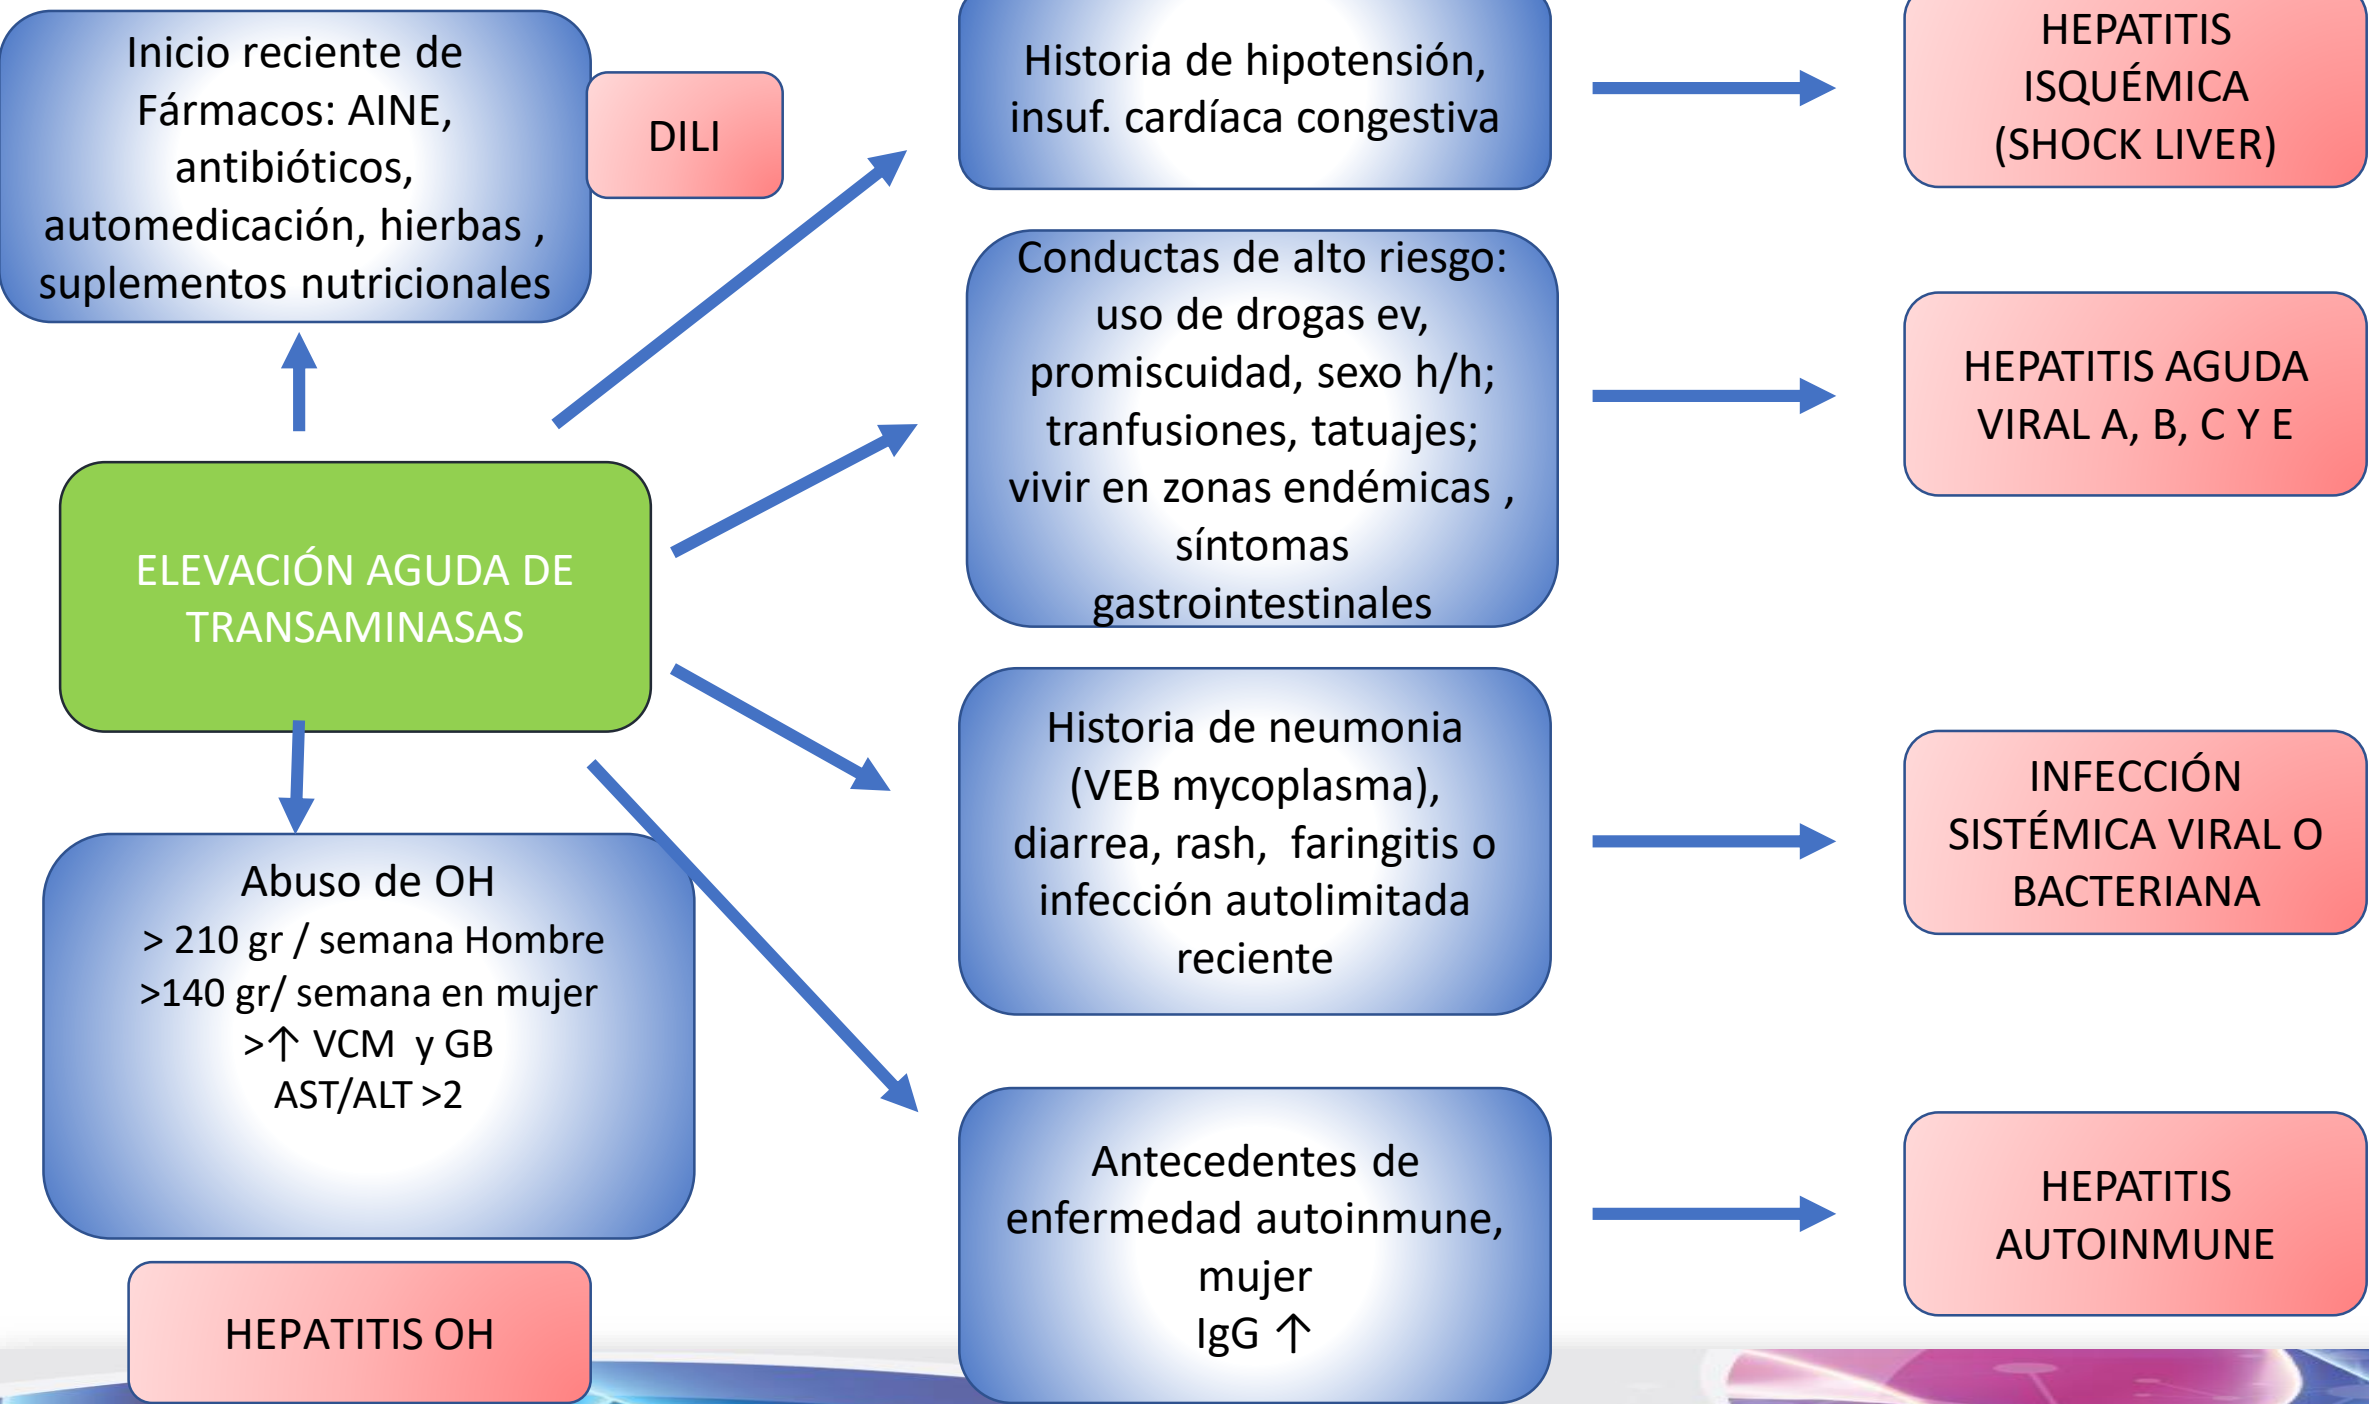 Inicio reciente de
Fármacos: AINE,
antibióticos,
automedicación, hierbas ,
suplementos nutricionales
DILI
Historia de hipotensión,
insuf. cardíaca congestiva
HEPATITIS
ISQUÉMICA
(SHOCK LIVER)
Conductas de alto riesgo:
uso de drogas ev,
promiscuidad, sexo h/h;
tranfusiones, tatuajes;
vivir en zonas endémicas ,
síntomas
gastrointestinales
HEPATITIS AGUDA
VIRAL A, B, C Y E
ELEVACIÓN AGUDA DE
TRANSAMINASAS
Historia de neumonia
(VEB mycoplasma),
diarrea, rash,  faringitis o
infección autolimitada
reciente
INFECCIÓN
SISTÉMICA VIRAL O
BACTERIANA
Abuso de OH
> 210 gr / semana Hombre
>140 gr/ semana en mujer
>↑ VCM  y GB
AST/ALT >2
HEPATITIS OH
Antecedentes de
enfermedad autoinmune,
mujer
IgG ↑
HEPATITIS
AUTOINMUNE